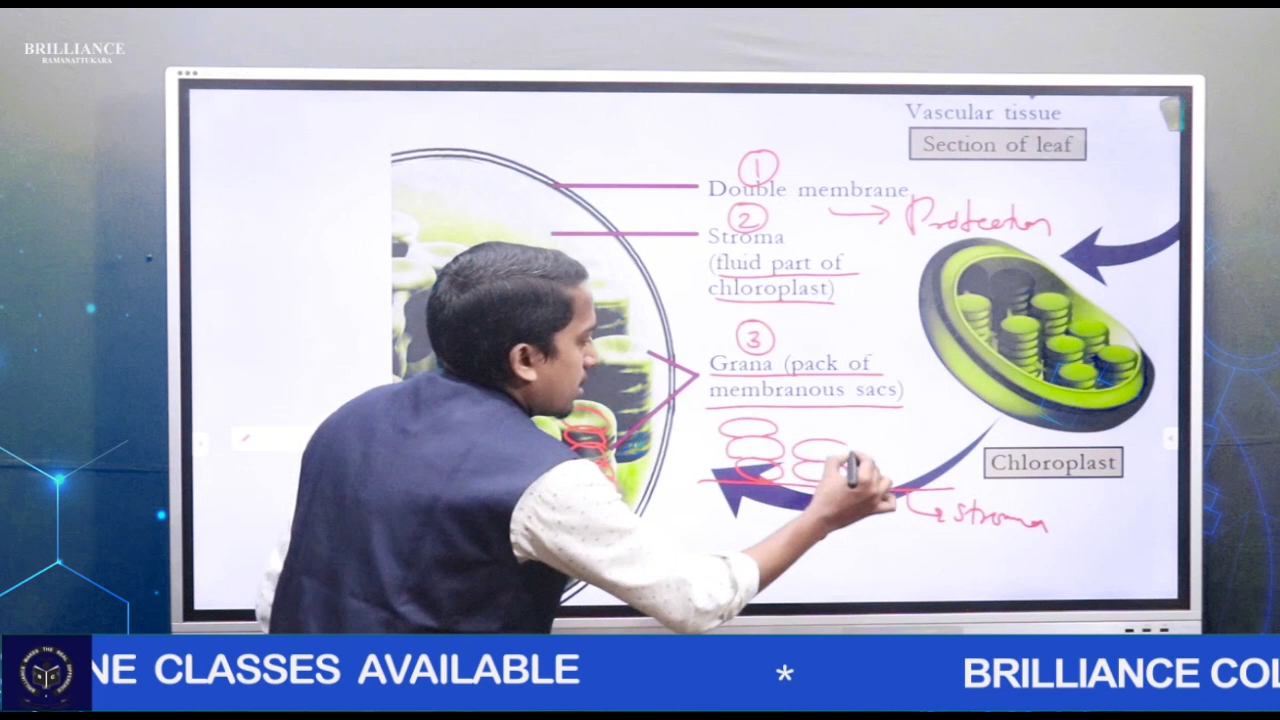 BRILLIANCE
RAMANATTUKARA
Vascular tissue
Section of leaf
1
Double membrane
→ Protection
2
Stroma
(fluid part of
chloroplast)
3
Grana (pack of
membranous sacs)
Chloroplast
stroma
NE CLASSES AVAILABLE * BRILLIANCE COL